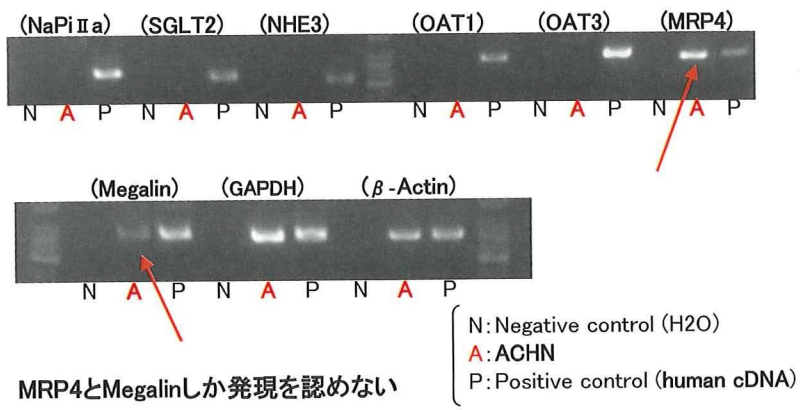 (NaPiⅡa) (SGLT2) (NHE3) (OAT1) (OAT3) (MRP4)
N A P N A P N A P N A P N A P N A P
(Megalin) (GAPDH) (β-Actin)
N A P N A P N A P
N:Negative control (H2O)
A:ACHN
P:Positive control (human cDNA)
MRP4とMegalinしか発現を認めない